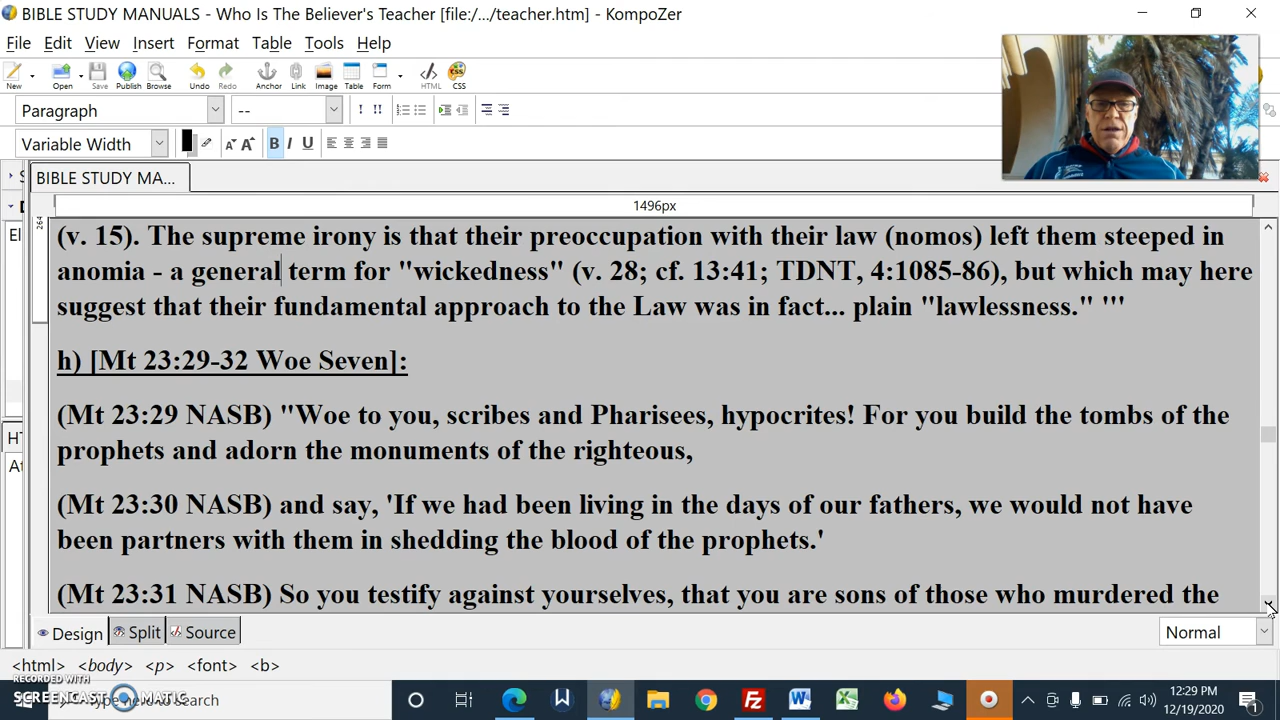 BIBLE STUDY MANUALS - Who Is The Believer's Teacher [file:/.../teacher.htm] - KompoZer
File Edit View Insert Format Table Tools Help
New Open Save Publish Browse Undo Redo Anchor Link Image Table Form HTML CSS
Paragraph --
Variable Width B I U
BIBLE STUDY MA...
1496px
264
(v. 15). The supreme irony is that their preoccupation with their law (nomos) left them steeped in
anomia - a general term for "wickedness" (v. 28; cf. 13:41; TDNT, 4:1085-86), but which may here
suggest that their fundamental approach to the Law was in fact... plain "lawlessness." '"
h) [Mt 23:29-32 Woe Seven]:
(Mt 23:29 NASB) "Woe to you, scribes and Pharisees, hypocrites! For you build the tombs of the
prophets and adorn the monuments of the righteous,
(Mt 23:30 NASB) and say, 'If we had been living in the days of our fathers, we would not have
been partners with them in shedding the blood of the prophets.'
(Mt 23:31 NASB) So you testify against yourselves, that you are sons of those who murdered the
Design Split Source Normal
<html> <body> <p> <font> <b>
RECORDED WITH
SCREENCAST MATIC
Type here to search
12:29 PM
12/19/2020